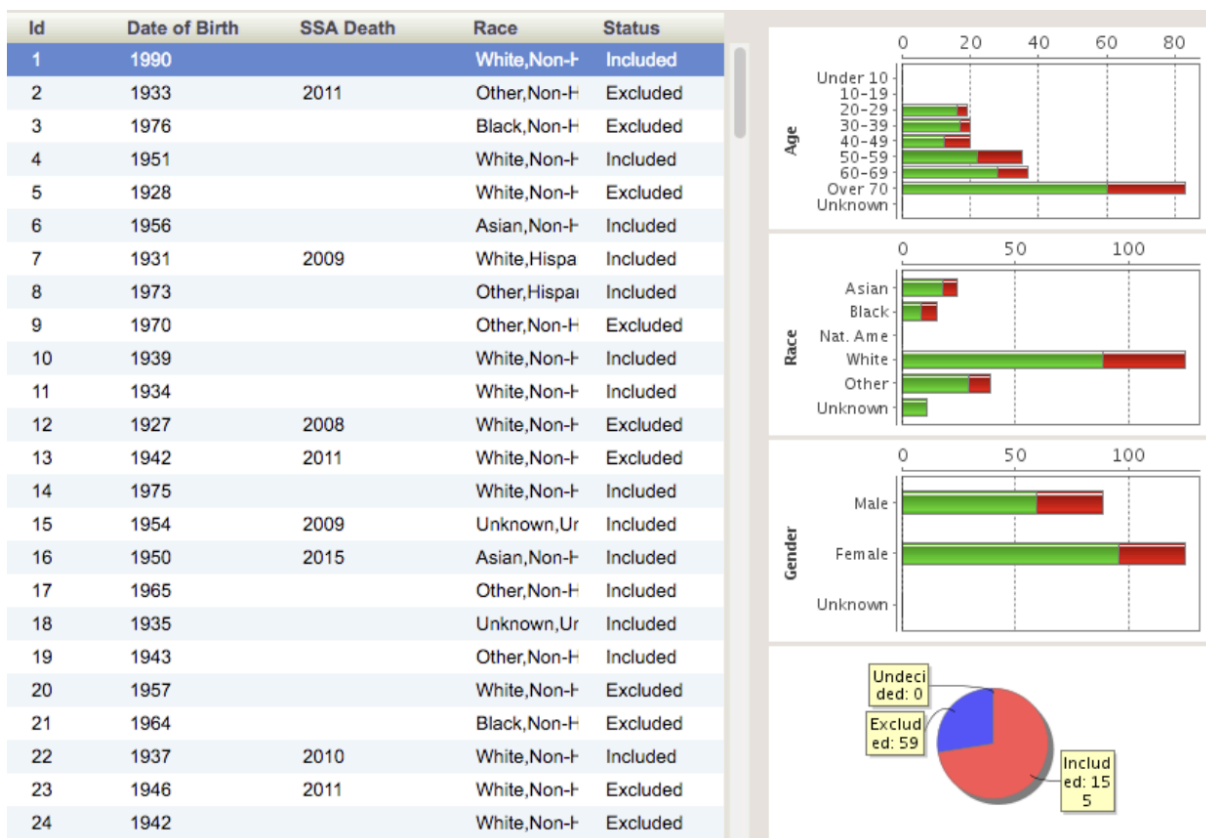 Id Date of Birth SSA Death Race Status
1 1990 White,Non-H Included
2 1933 2011 Other,Non-H Excluded
3 1976 Black,Non-H Excluded
4 1951 White,Non-H Included
5 1928 White,Non-H Excluded
6 1956 Asian,Non-H Included
7 1931 2009 White,Hispa Included
8 1973 Other,Hispa Included
9 1970 Other,Non-H Excluded
10 1939 White,Non-H Included
11 1934 White,Non-H Included
12 1927 2008 White,Non-H Excluded
13 1942 2011 White,Non-H Excluded
14 1975 White,Non-H Included
15 1954 2009 Unknown,Ur Included
16 1950 2015 Asian,Non-H Included
17 1965 Other,Non-H Included
18 1935 Unknown,Ur Included
19 1943 Other,Non-H Included
20 1957 White,Non-H Excluded
21 1964 Black,Non-H Excluded
22 1937 2010 White,Non-H Included
23 1946 2011 White,Non-H Excluded
24 1942 White,Non-H Excluded
0 20 40 60 80
Age
Under 10
10-19
20-29
30-39
40-49
50-59
60-69
Over 70
Unknown
0 50 100
Race
Asian
Black
Nat. Ame
White
Other
Unknown
0 50 100
Gender
Male
Female
Unknown
Undeci
ded: 0
Exclud
ed: 59
Includ
ed: 15
5